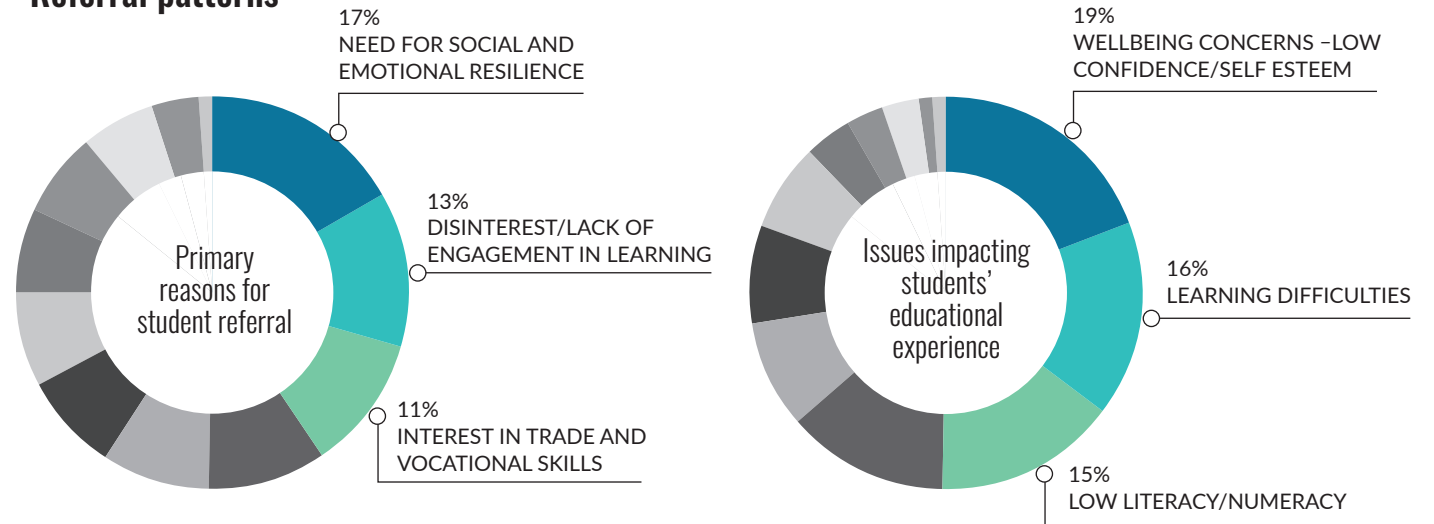 Referral patterns
17%
NEED FOR SOCIAL AND
EMOTIONAL RESILIENCE
13%
DISINTEREST/LACK OF
ENGAGEMENT IN LEARNING
11%
INTEREST IN TRADE AND
VOCATIONAL SKILLS
Primary
reasons for
student referral
19%
WELLBEING CONCERNS –LOW
CONFIDENCE/SELF ESTEEM
16%
LEARNING DIFFICULTIES
15%
LOW LITERACY/NUMERACY
Issues impacting
students’
educational
experience